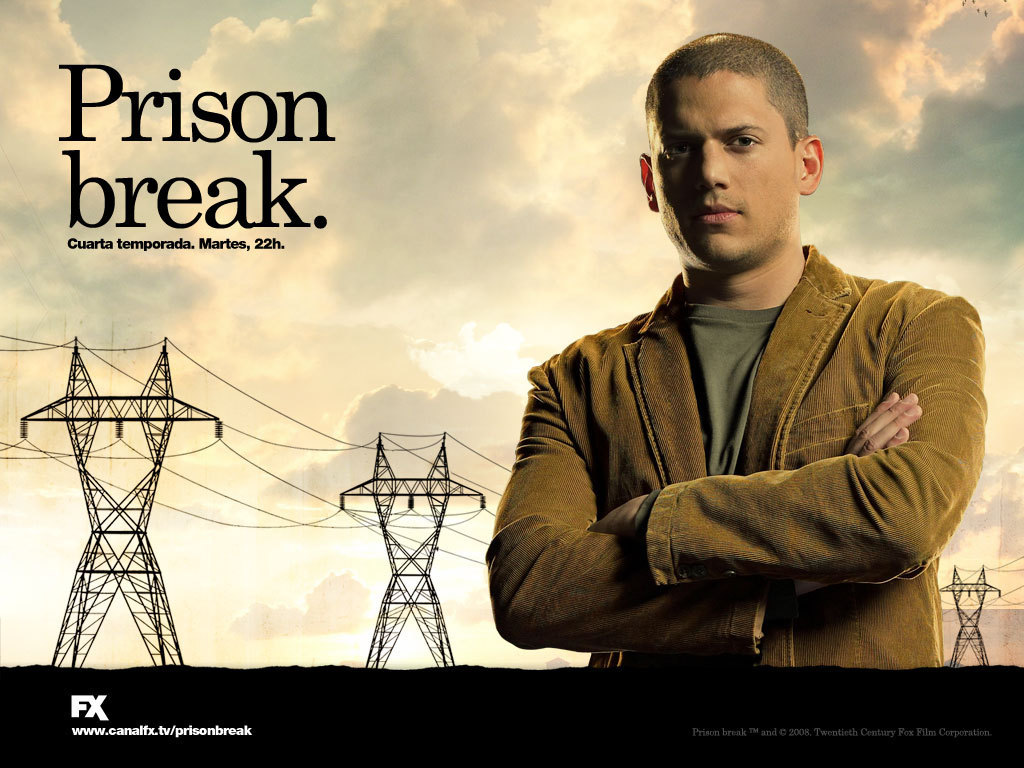 Prison
break.
Cuarta temporada. Martes, 22h.
FX
www.canalfx.tv/prisonbreak
Prison break ™ and © 2008. Twentieth Century Fox Film Corporation.